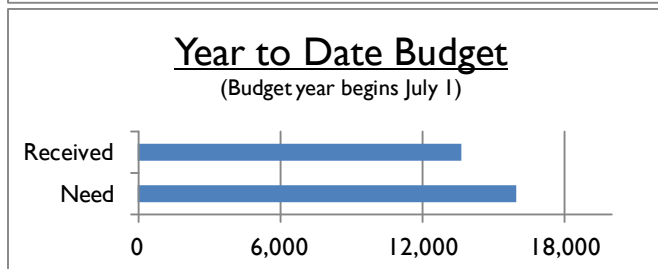 Year to Date Budget
(Budget year begins July 1)
Received
Need
0 6,000 12,000 18,000